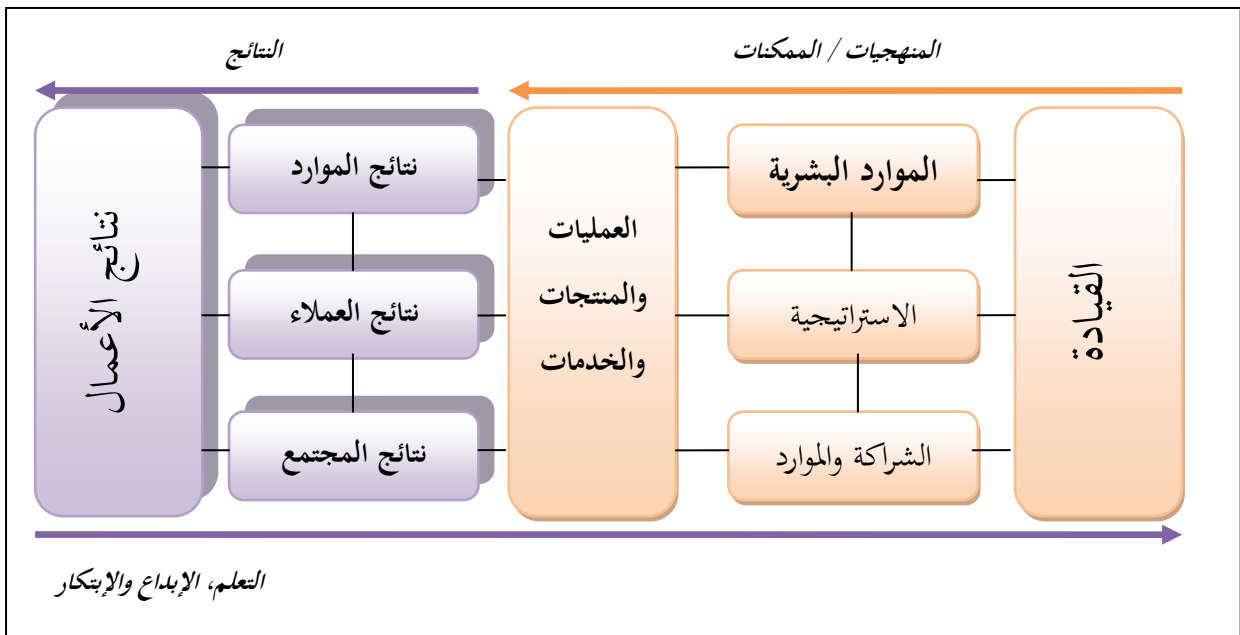 المنهجيات / الممكنات
النتائج
القيادة
الموارد البشرية
الاستراتيجية
الشراكة والموارد
العمليات
والمنتجات
والخدمات
نتائج الموارد
نتائج العملاء
نتائج المجتمع
نتائج الأعمال
التعلم، الإبداع والإبتكار